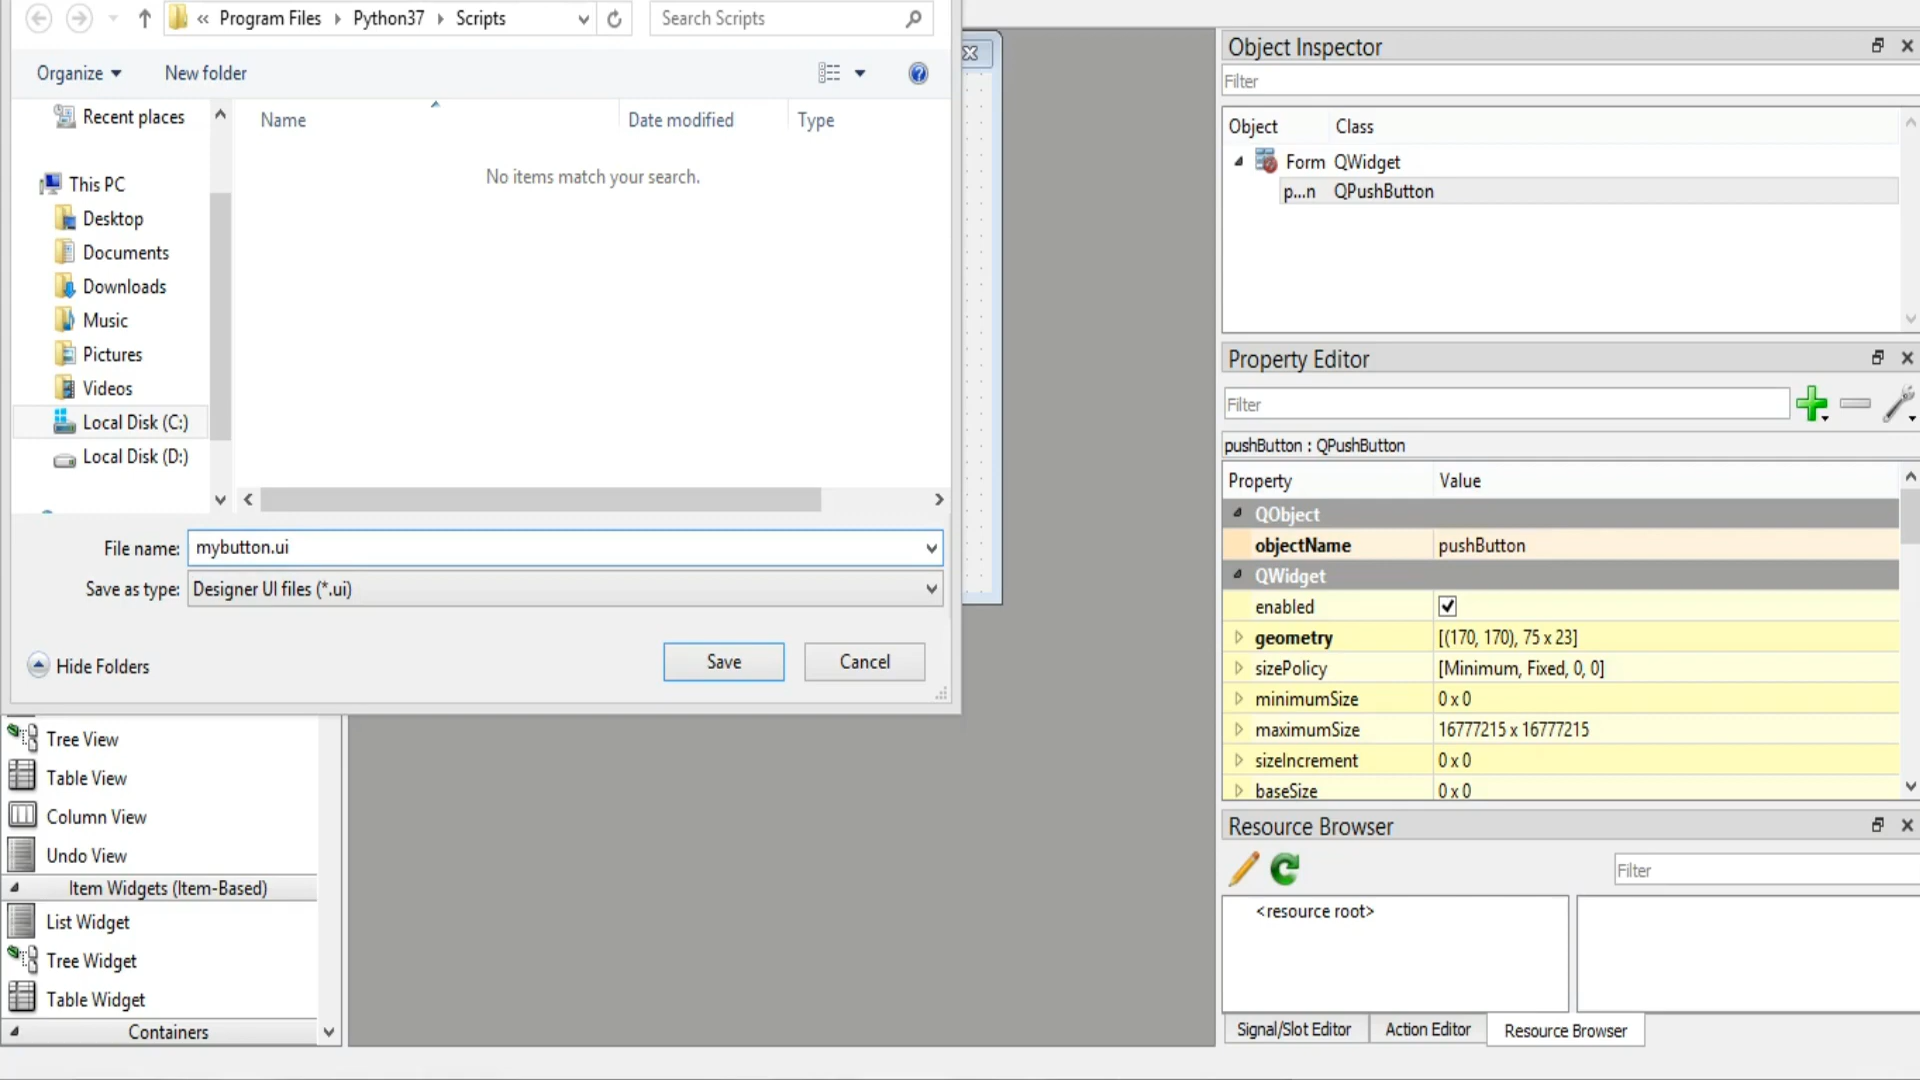 « Program Files Python37 Scripts
Search Scripts
Organize New folder
Recent places
This PC
Desktop
Documents
Downloads
Music
Pictures
Videos
Local Disk (C:)
Local Disk (D:)
Name Date modified Type
No items match your search.
File name: mybutton.ui
Save as type: Designer UI files (*.ui)
Hide Folders
Save Cancel
Tree View
Table View
Column View
Undo View
Item Widgets (Item-Based)
List Widget
Tree Widget
Table Widget
Containers
Object Inspector
Filter
Object Class
Form QWidget
p...n QPushButton
Property Editor
Filter
pushButton : QPushButton
Property Value
QObject
objectName pushButton
QWidget
enabled
geometry [(170, 170), 75 x 23]
sizePolicy [Minimum, Fixed, 0, 0]
minimumSize 0 x 0
maximumSize 16777215 x 16777215
sizeIncrement 0 x 0
baseSize 0 x 0
Resource Browser
Filter
<resource root>
Signal/Slot Editor Action Editor Resource Browser